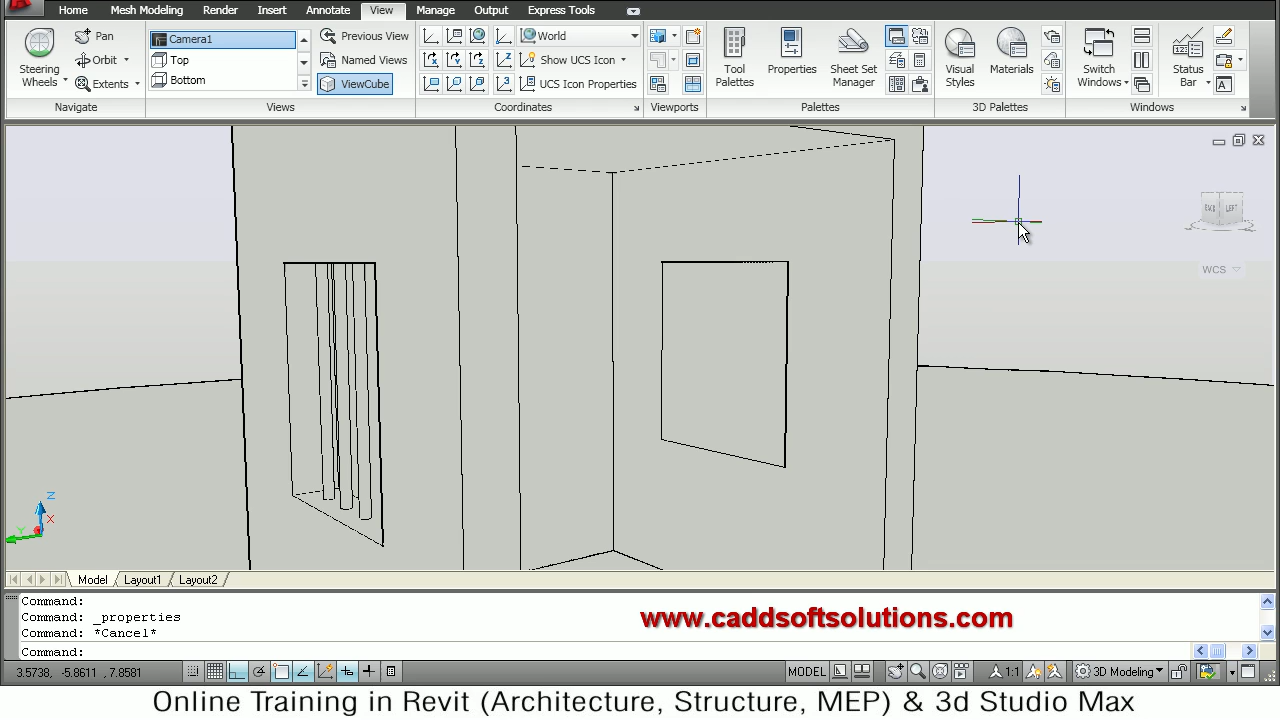 Home Mesh Modeling Render Insert Annotate View Manage Output Express Tools
Pan Camera1 Previous View World
Orbit Top Named Views Show UCS Icon
Steering Wheels Extents Bottom ViewCube UCS Icon Properties Tool Palettes Properties Sheet Set Manager Visual Styles Materials Switch Windows Status Bar
Navigate Views Coordinates Viewports Palettes 3D Palettes Windows
BACK LEFT
WCS
Z
X
Y
Model Layout1 Layout2
Command:
Command: _properties
Command: *Cancel*
Command:
www.caddsoftsolutions.com
3.5738, -5.8611 , 7.8581 MODEL 1:1 3D Modeling
Online Training in Revit (Architecture, Structure, MEP) & 3d Studio Max